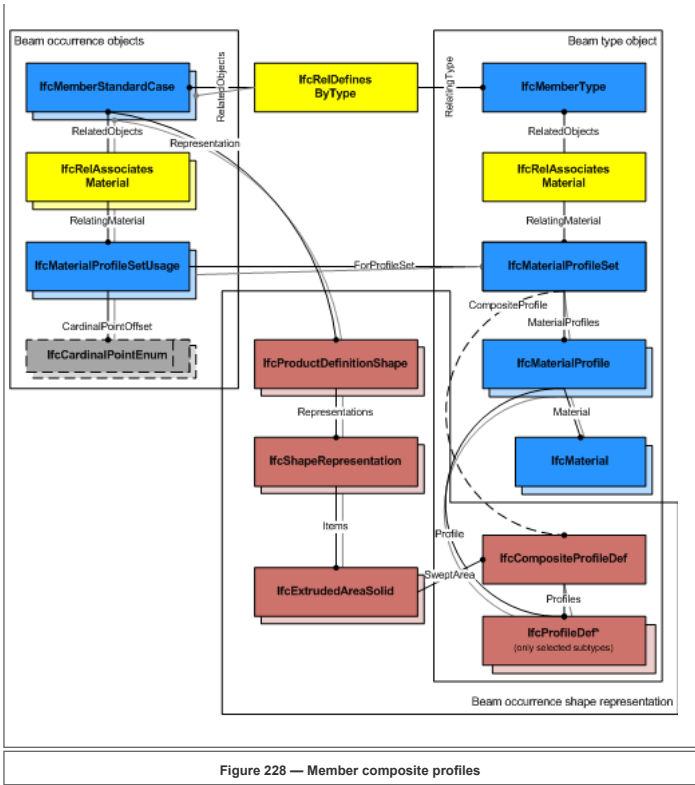 Beam occurrence objects
Beam type object
IfcMemberStandardCase
RelatedObjects
IfcRelDefines
ByType
RelatingType
IfcMemberType
RelatedObjects
Representation
RelatedObjects
IfcRelAssociates
Material
IfcRelAssociates
Material
RelatingMaterial
RelatingMaterial
IfcMaterialProfileSetUsage
ForProfileSet
IfcMaterialProfileSet
CompositeProfile
CardinalPointOffset
MaterialProfiles
IfcCardinalPointEnum
IfcProductDefinitionShape
IfcMaterialProfile
Representations
Material
IfcShapeRepresentation
IfcMaterial
Items
Profile
IfcCompositeProfileDef
SweptArea
IfcExtrudedAreaSolid
Profiles
IfcProfileDef*
(only selected subtypes)
Beam occurrence shape representation
Figure 228 — Member composite profiles